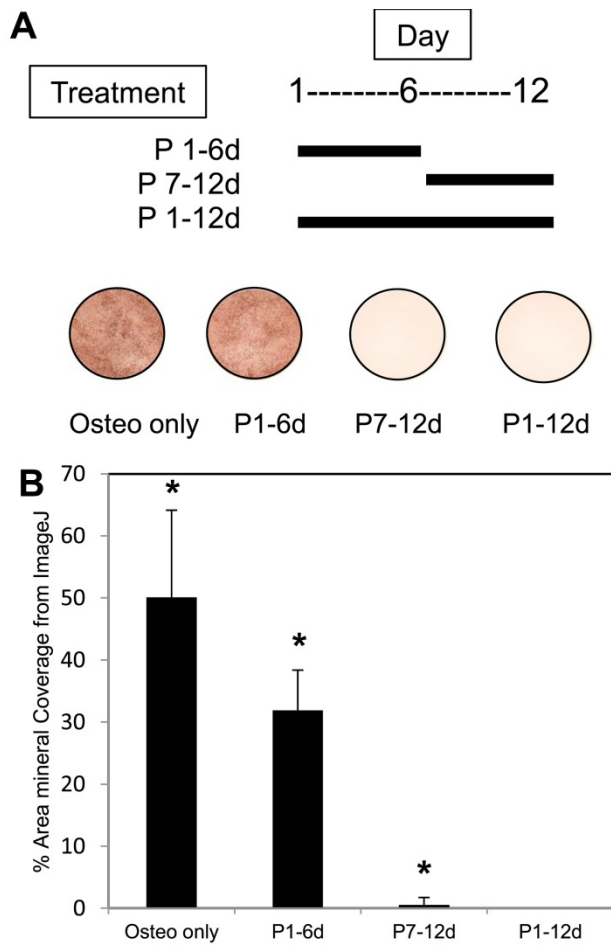 A
Day
Treatment
1--------6--------12
P 1-6d
P 7-12d
P 1-12d
Osteo only P1-6d P7-12d P1-12d
B
% Area mineral Coverage from ImageJ
70
60
50
40
30
20
10
0
*
*
*
Osteo only P1-6d P7-12d P1-12d